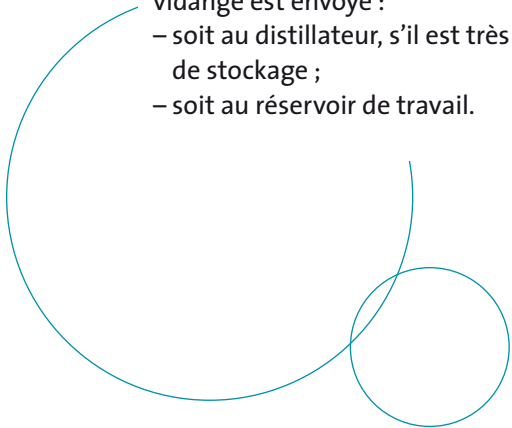 vidange est envoyé :
– soit au distillateur, s’il est très
de stockage ;
– soit au réservoir de travail.